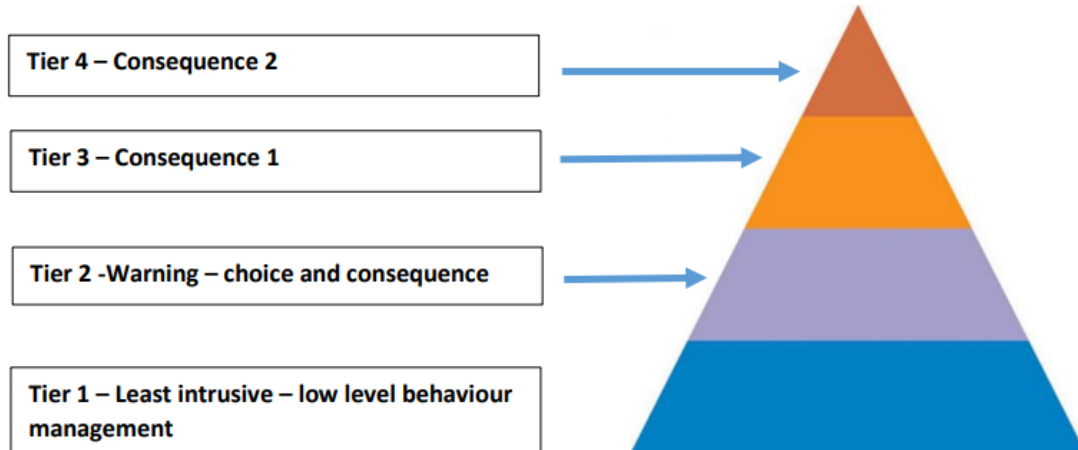 Tier 4 – Consequence 2
Tier 3 – Consequence 1
Tier 2 -Warning – choice and consequence
Tier 1 – Least intrusive – low level behaviour
management